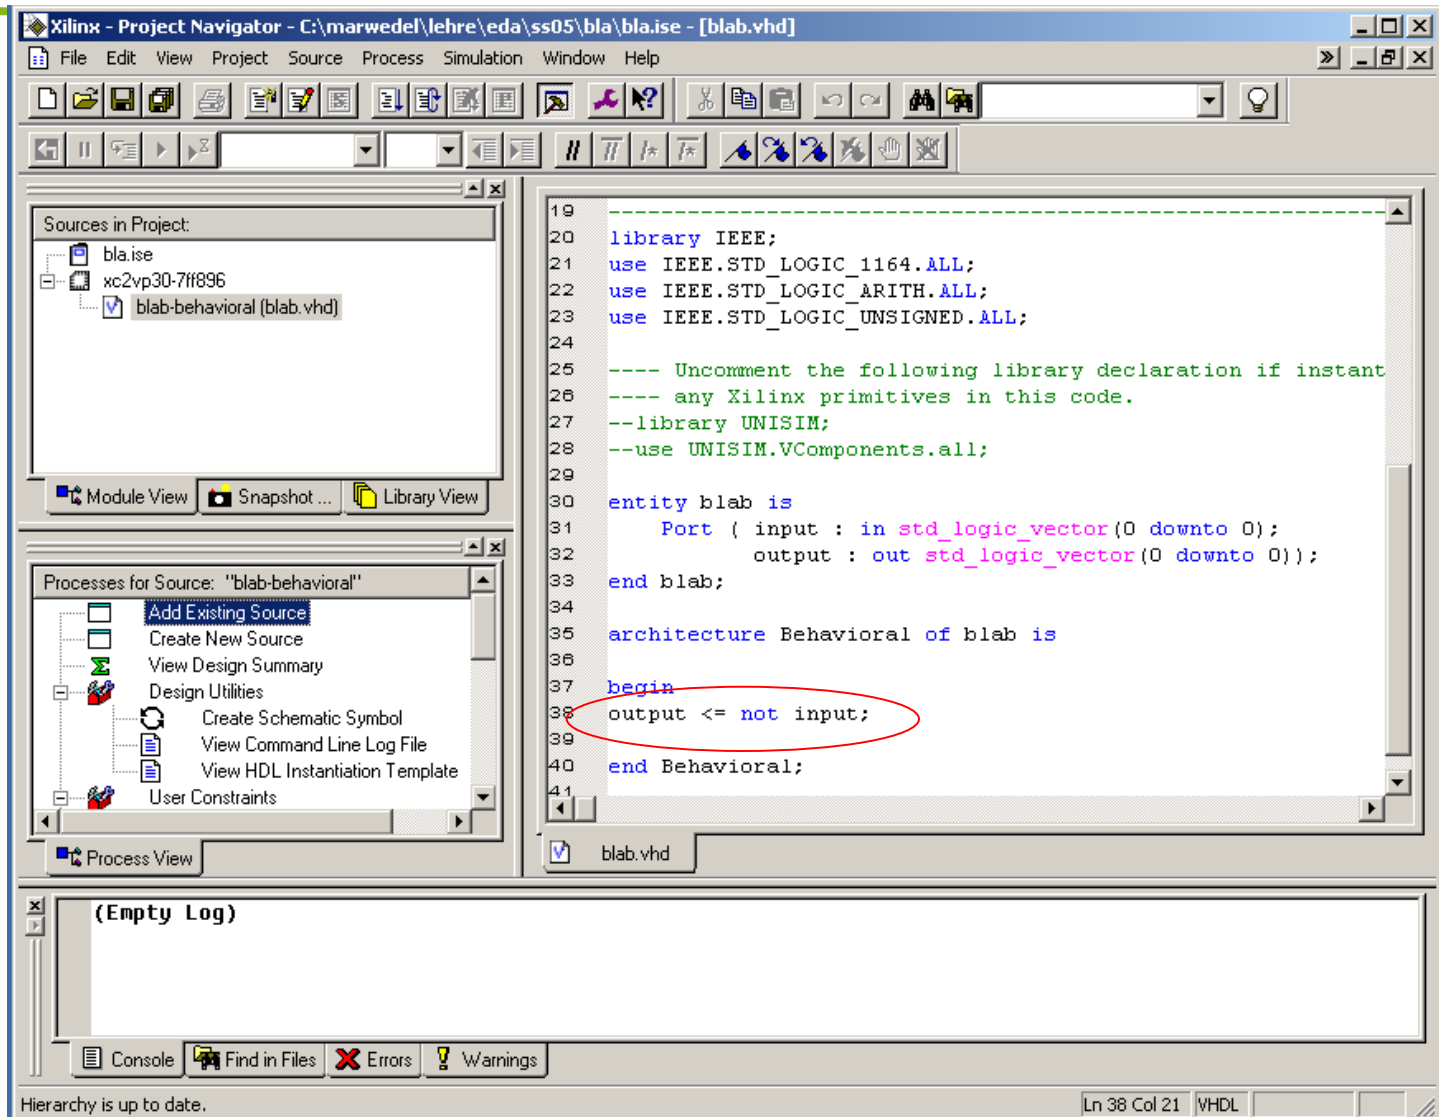 Xilinx - Project Navigator - C:\marwedel\lehre\eda\ss05\bla\bla.ise - [blab.vhd]
File Edit View Project Source Process Simulation Window Help
Sources in Project:
bla.ise
xc2vp30-7ff896
blab-behavioral (blab.vhd)
Module View Snapshot ... Library View
Processes for Source: "blab-behavioral"
Add Existing Source
Create New Source
View Design Summary
Design Utilities
Create Schematic Symbol
View Command Line Log File
View HDL Instantiation Template
User Constraints
Process View
19 ------------------------------------------------------------
20 library IEEE;
21 use IEEE.STD_LOGIC_1164.ALL;
22 use IEEE.STD_LOGIC_ARITH.ALL;
23 use IEEE.STD_LOGIC_UNSIGNED.ALL;
24
25 ---- Uncomment the following library declaration if instant
26 ---- any Xilinx primitives in this code.
27 --library UNISIM;
28 --use UNISIM.VComponents.all;
29
30 entity blab is
31 Port ( input : in std_logic_vector(0 downto 0);
32 output : out std_logic_vector(0 downto 0));
33 end blab;
34
35 architecture Behavioral of blab is
36
37 begin
38 output <= not input;
39
40 end Behavioral;
41
blab.vhd
(Empty Log)
Console Find in Files Errors Warnings
Hierarchy is up to date. Ln 38 Col 21 VHDL